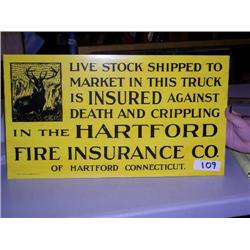 LIVE STOCK SHIPPED TO
MARKET IN THIS TRUCK
IS INSURED AGAINST
DEATH AND CRIPPLING
IN THE HARTFORD
FIRE INSURANCE CO.
OF HARTFORD CONNECTICUT.
109